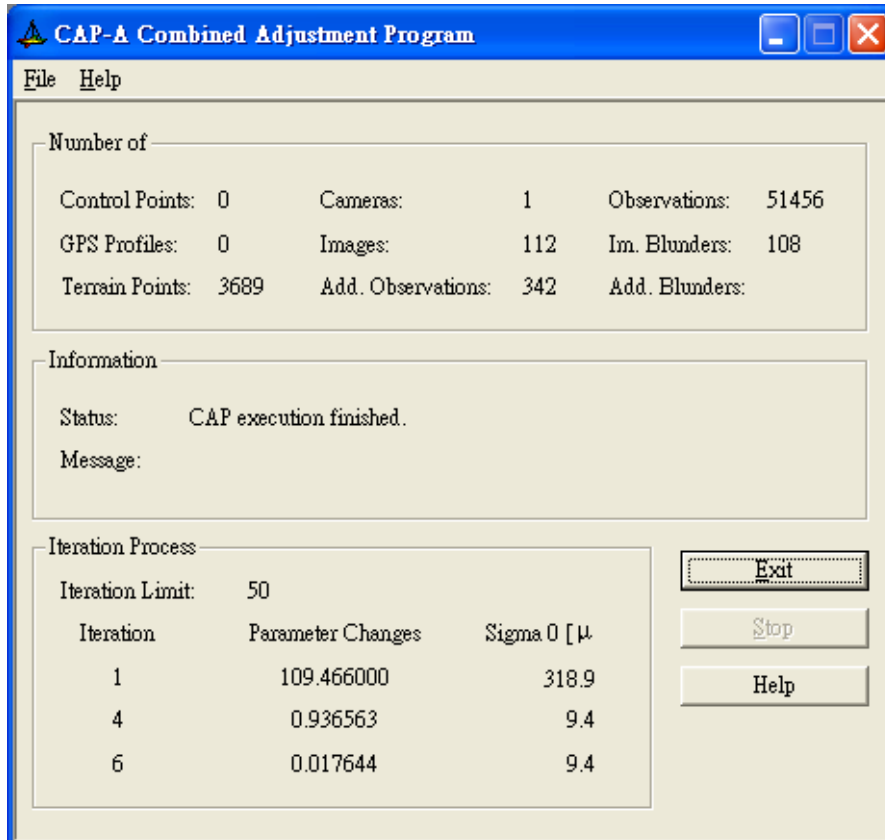 CAP-A Combined Adjustment Program
File Help
Number of
Control Points: 0 Cameras: 1 Observations: 51456
GPS Profiles: 0 Images: 112 Im. Blunders: 108
Terrain Points: 3689 Add. Observations: 342 Add. Blunders:
Information
Status: CAP execution finished.
Message:
Iteration Process
Iteration Limit: 50
Iteration Parameter Changes Sigma 0 [ μ
1 109.466000 318.9
4 0.936563 9.4
6 0.017644 9.4
Exit
Stop
Help